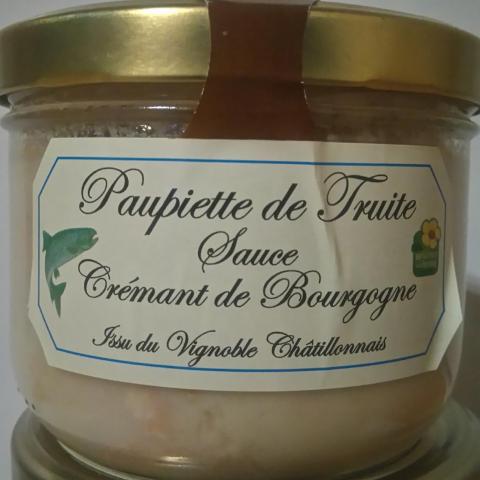 Paupiette de Truite
Sauce
Crémant de Bourgogne
Issu du Vignoble Châtillonnais